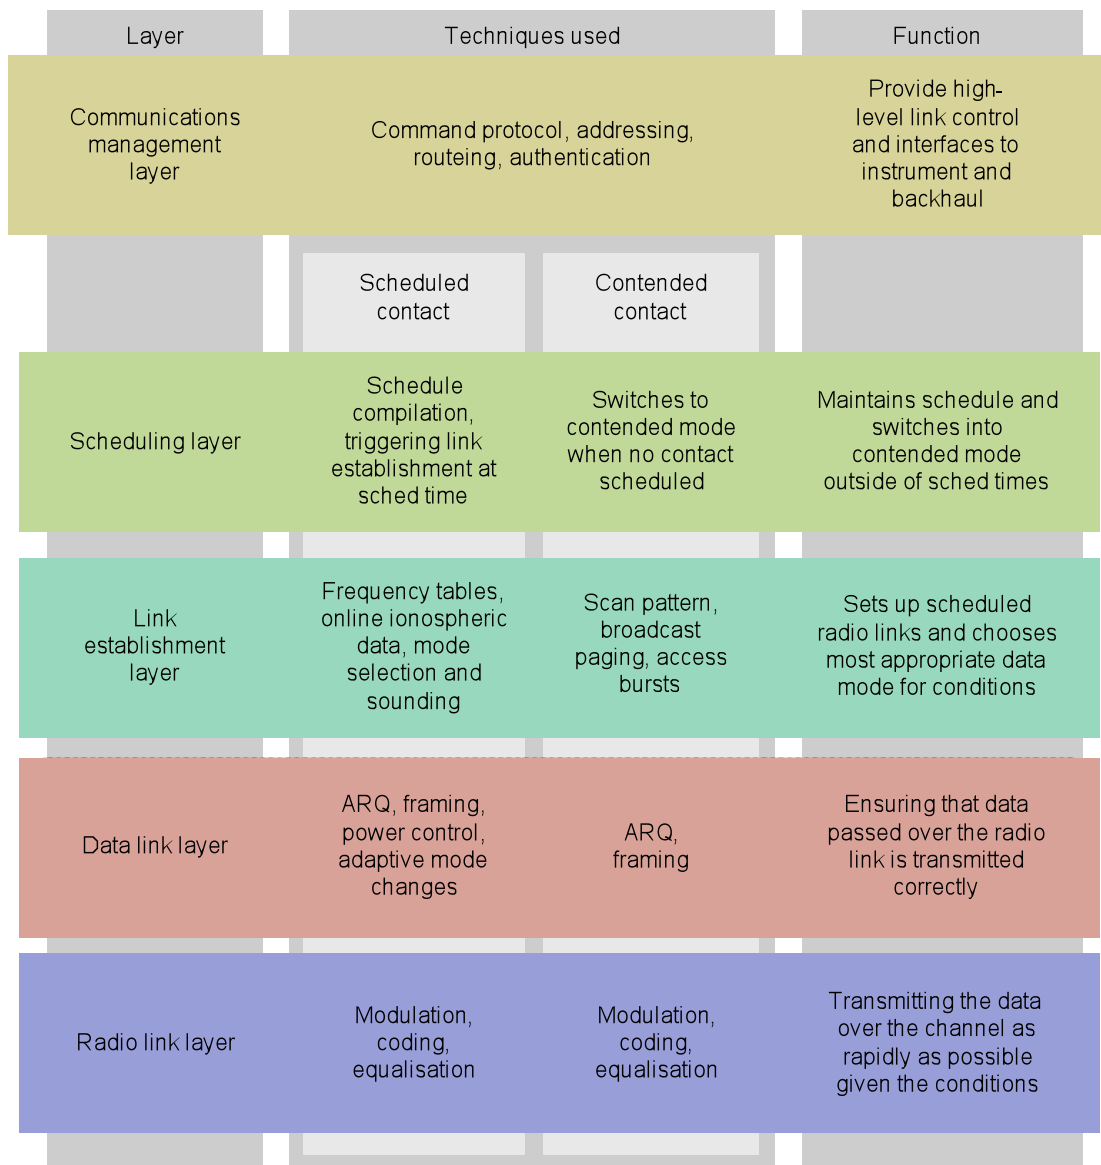 Layer
Techniques used
Function
Communications
management
layer
Command protocol, addressing,
routeing, authentication
Provide high-
level link control
and interfaces to
instrument and
backhaul
Scheduled
contact
Contended
contact
Scheduling layer
Schedule
compilation,
triggering link
establishment at
sched time
Switches to
contended mode
when no contact
scheduled
Maintains schedule and
switches into
contended mode
outside of sched times
Link
establishment
layer
Frequency tables,
online ionospheric
data, mode
selection and
sounding
Scan pattern,
broadcast
paging, access
bursts
Sets up scheduled
radio links and chooses
most appropriate data
mode for conditions
Data link layer
ARQ, framing,
power control,
adaptive mode
changes
ARQ,
framing
Ensuring that data
passed over the radio
link is transmitted
correctly
Radio link layer
Modulation,
coding,
equalisation
Modulation,
coding,
equalisation
Transmitting the data
over the channel as
rapidly as possible
given the conditions